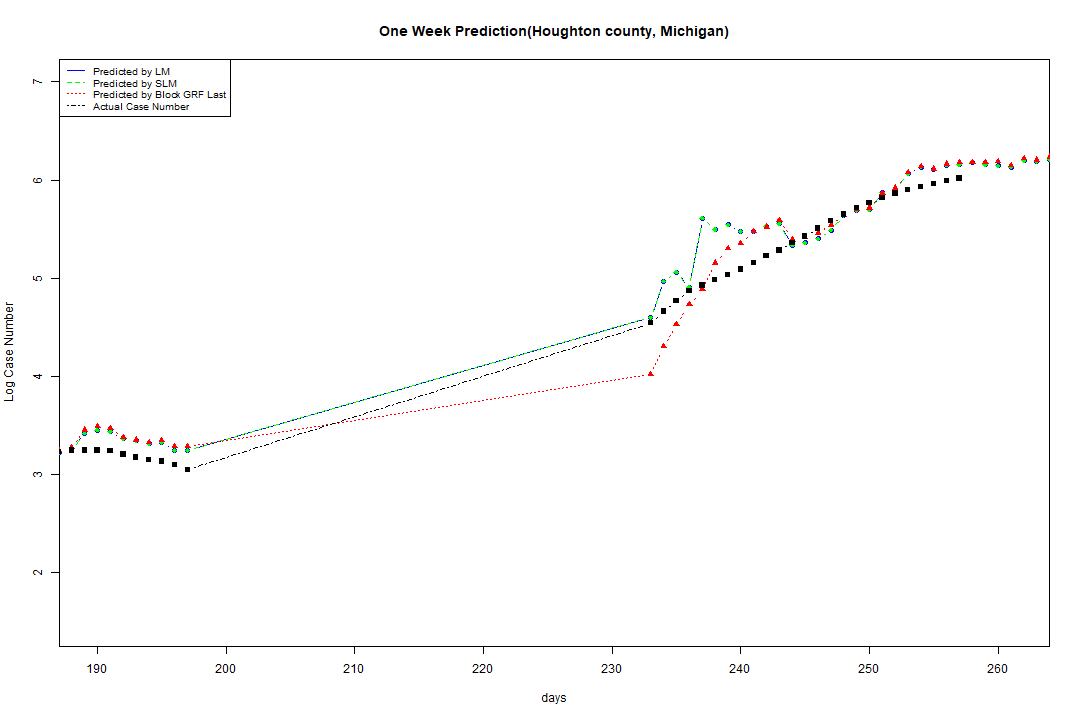 One Week Prediction(Houghton county, Michigan)
Predicted by LM
Predicted by SLM
Predicted by Block GRF Last
Actual Case Number
7
6
5
4
3
2
Log Case Number
190 200 210 220 230 240 250 260
days